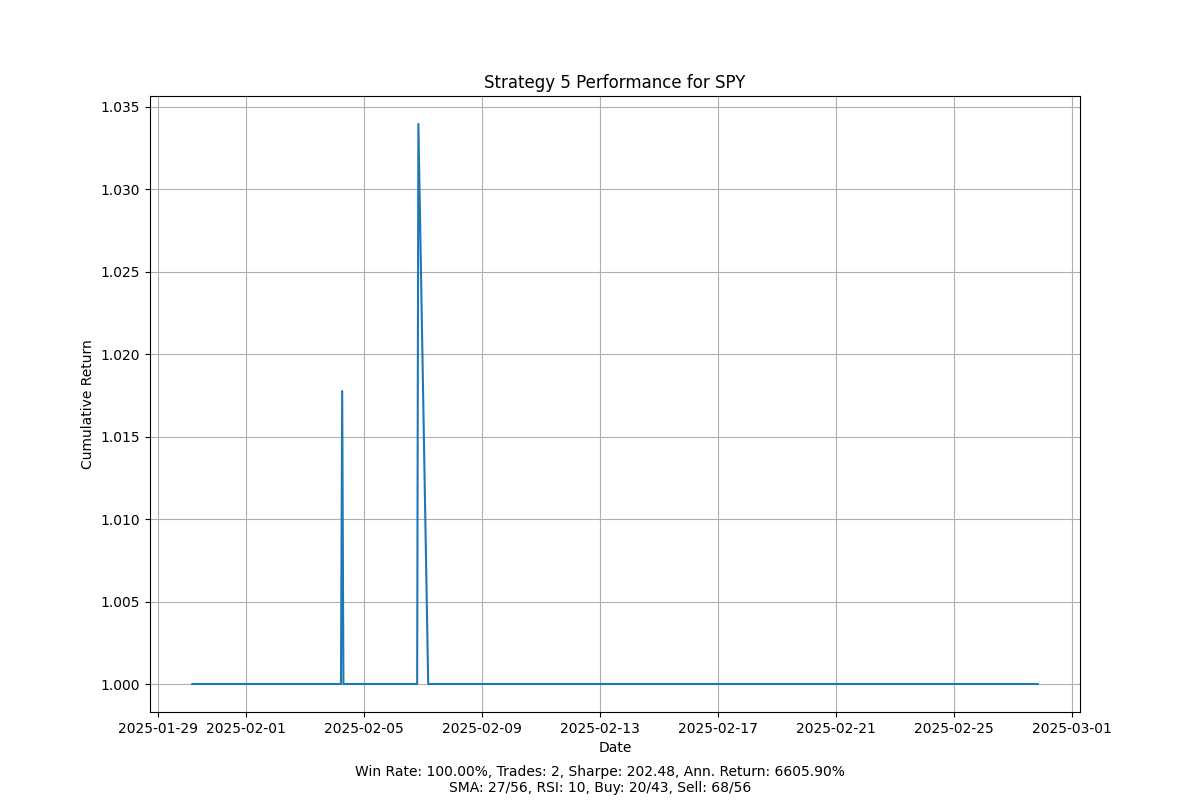 Strategy 5 Performance for SPY
1.035
1.030
1.025
1.020
1.015
1.010
1.005
1.000
Cumulative Return
2025-01-29 2025-02-01 2025-02-05 2025-02-09 2025-02-13 2025-02-17 2025-02-21 2025-02-25 2025-03-01
Date
Win Rate: 100.00%, Trades: 2, Sharpe: 202.48, Ann. Return: 6605.90%
SMA: 27/56, RSI: 10, Buy: 20/43, Sell: 68/56